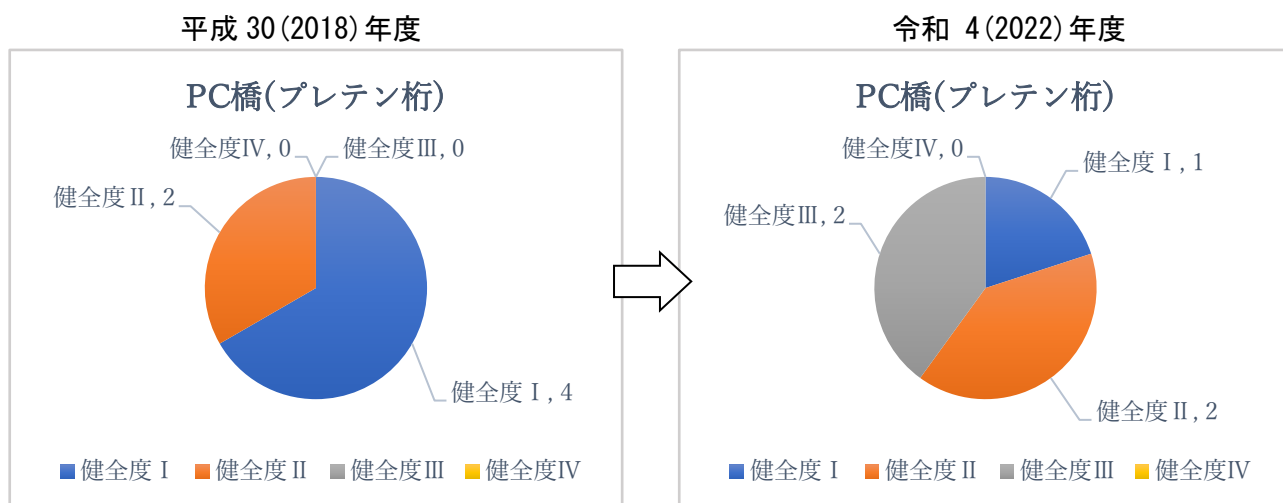 平成 30(2018)年度
PC橋(プレテン桁)
健全度Ⅳ, 0
健全度Ⅲ, 0
健全度Ⅱ, 2
健全度Ⅰ, 4
健全度Ⅰ 健全度Ⅱ 健全度Ⅲ 健全度Ⅳ
令和 4(2022)年度
PC橋(プレテン桁)
健全度Ⅳ, 0
健全度Ⅰ, 1
健全度Ⅲ, 2
健全度Ⅱ, 2
健全度Ⅰ 健全度Ⅱ 健全度Ⅲ 健全度Ⅳ